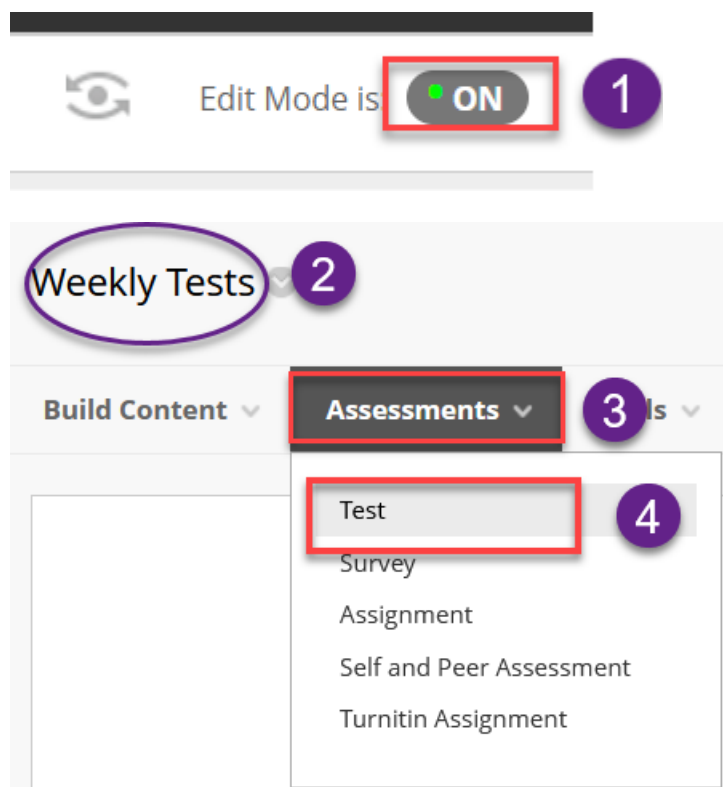 Edit Mode is: ON 1
Weekly Tests 2
Build Content Assessments 3 ls
Test 4
Survey
Assignment
Self and Peer Assessment
Turnitin Assignment